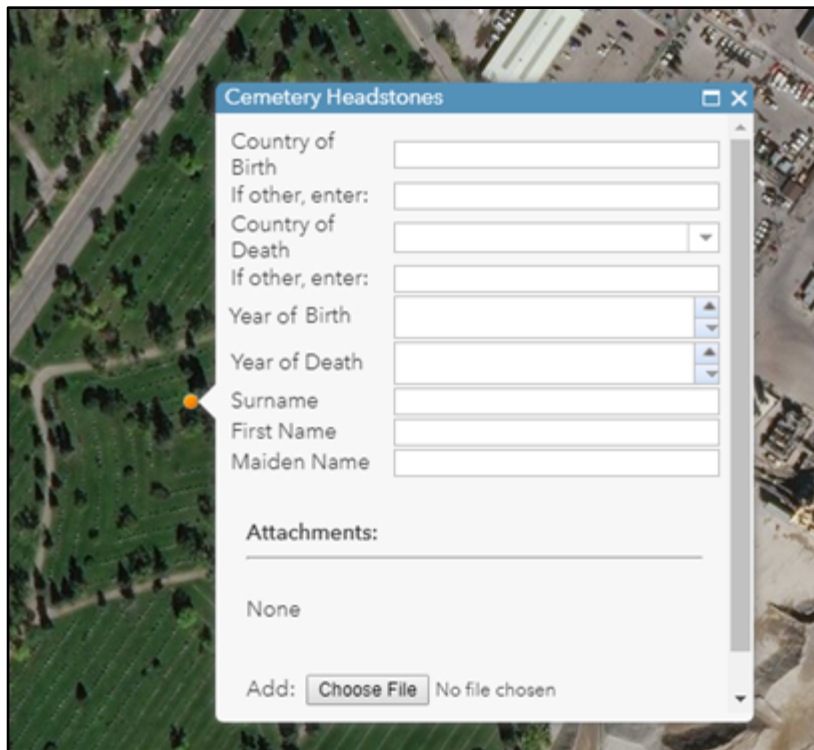 Cemetery Headstones
Country of
Birth
If other, enter:
Country of
Death
If other, enter:
Year of Birth
Year of Death
Surname
First Name
Maiden Name
Attachments:
None
Add: Choose File No file chosen